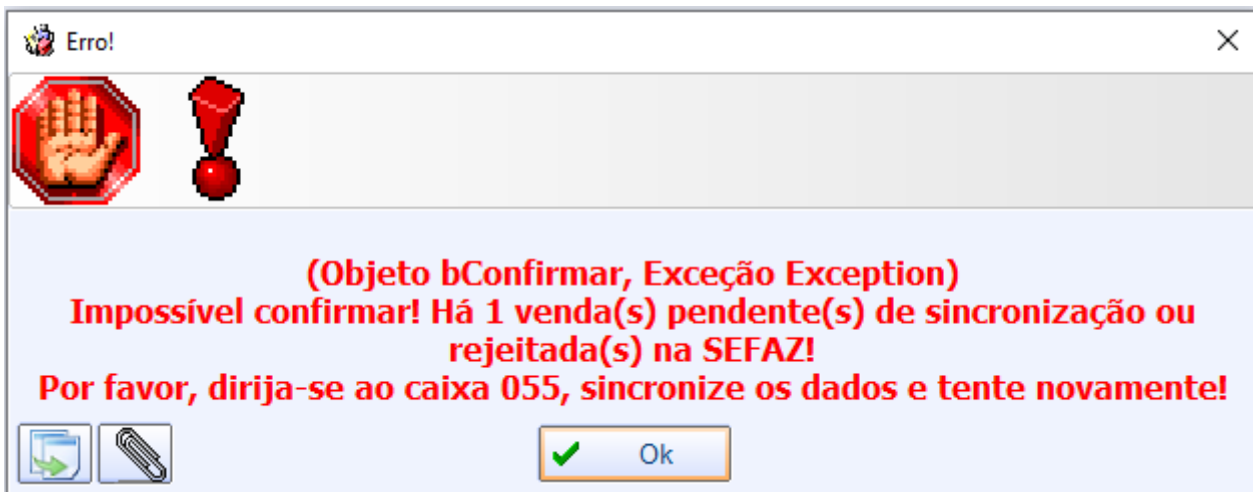 Erro!
(Objeto bConfirmar, Exceção Exception)
Impossível confirmar! Há 1 venda(s) pendente(s) de sincronização ou
rejeitada(s) na SEFAZ!
Por favor, dirija-se ao caixa 055, sincronize os dados e tente novamente!
Ok